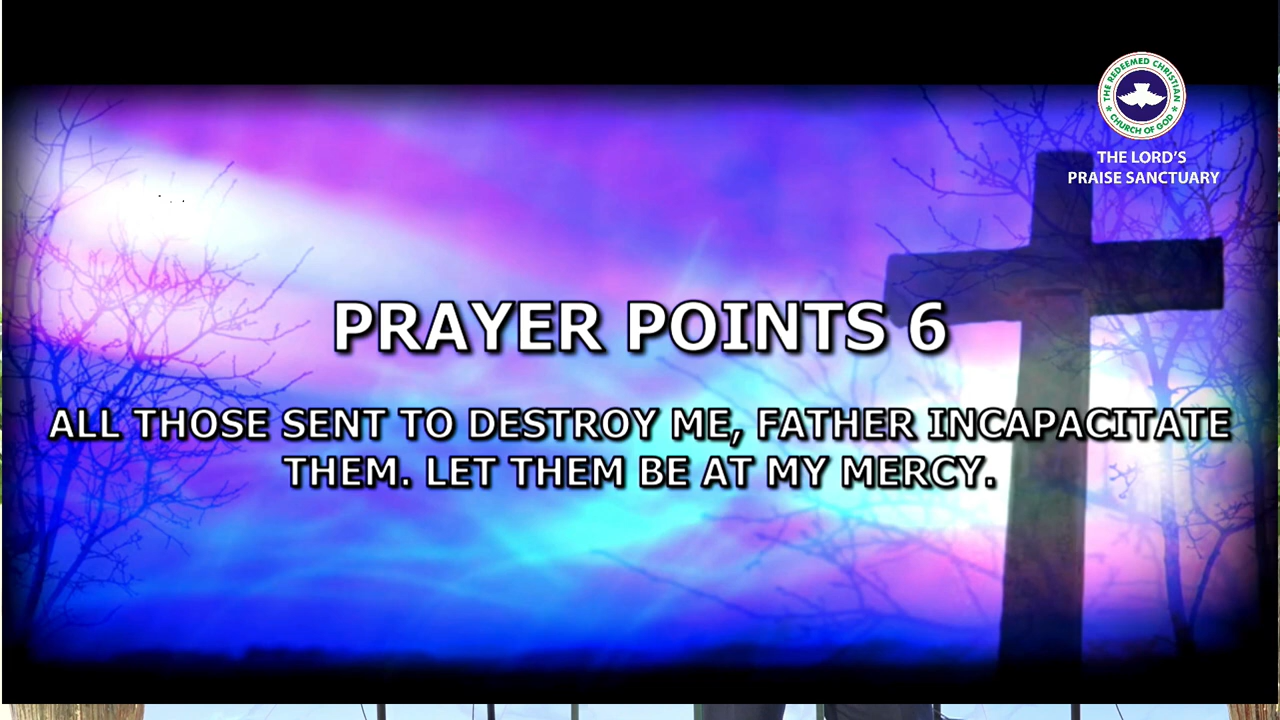 THE REDEEMED CHRISTIAN
CHURCH OF GOD
THE LORD'S
PRAISE SANCTUARY
PRAYER POINTS 6
ALL THOSE SENT TO DESTROY ME, FATHER INCAPACITATE
THEM. LET THEM BE AT MY MERCY.